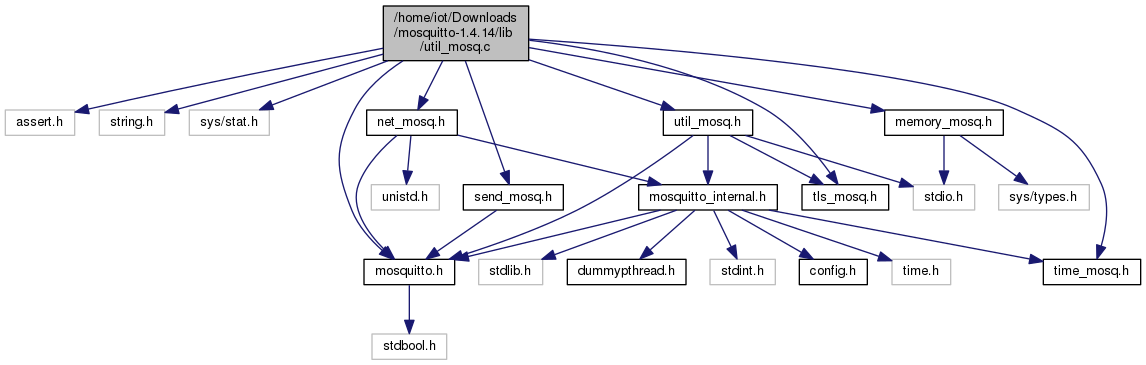 /home/iot/Downloads
/mosquitto-1.4.14/lib
/util_mosq.c
assert.h
string.h
sys/stat.h
net_mosq.h
util_mosq.h
memory_mosq.h
unistd.h
send_mosq.h
mosquitto_internal.h
tls_mosq.h
stdio.h
sys/types.h
mosquitto.h
stdlib.h
dummypthread.h
stdint.h
config.h
time.h
time_mosq.h
stdbool.h